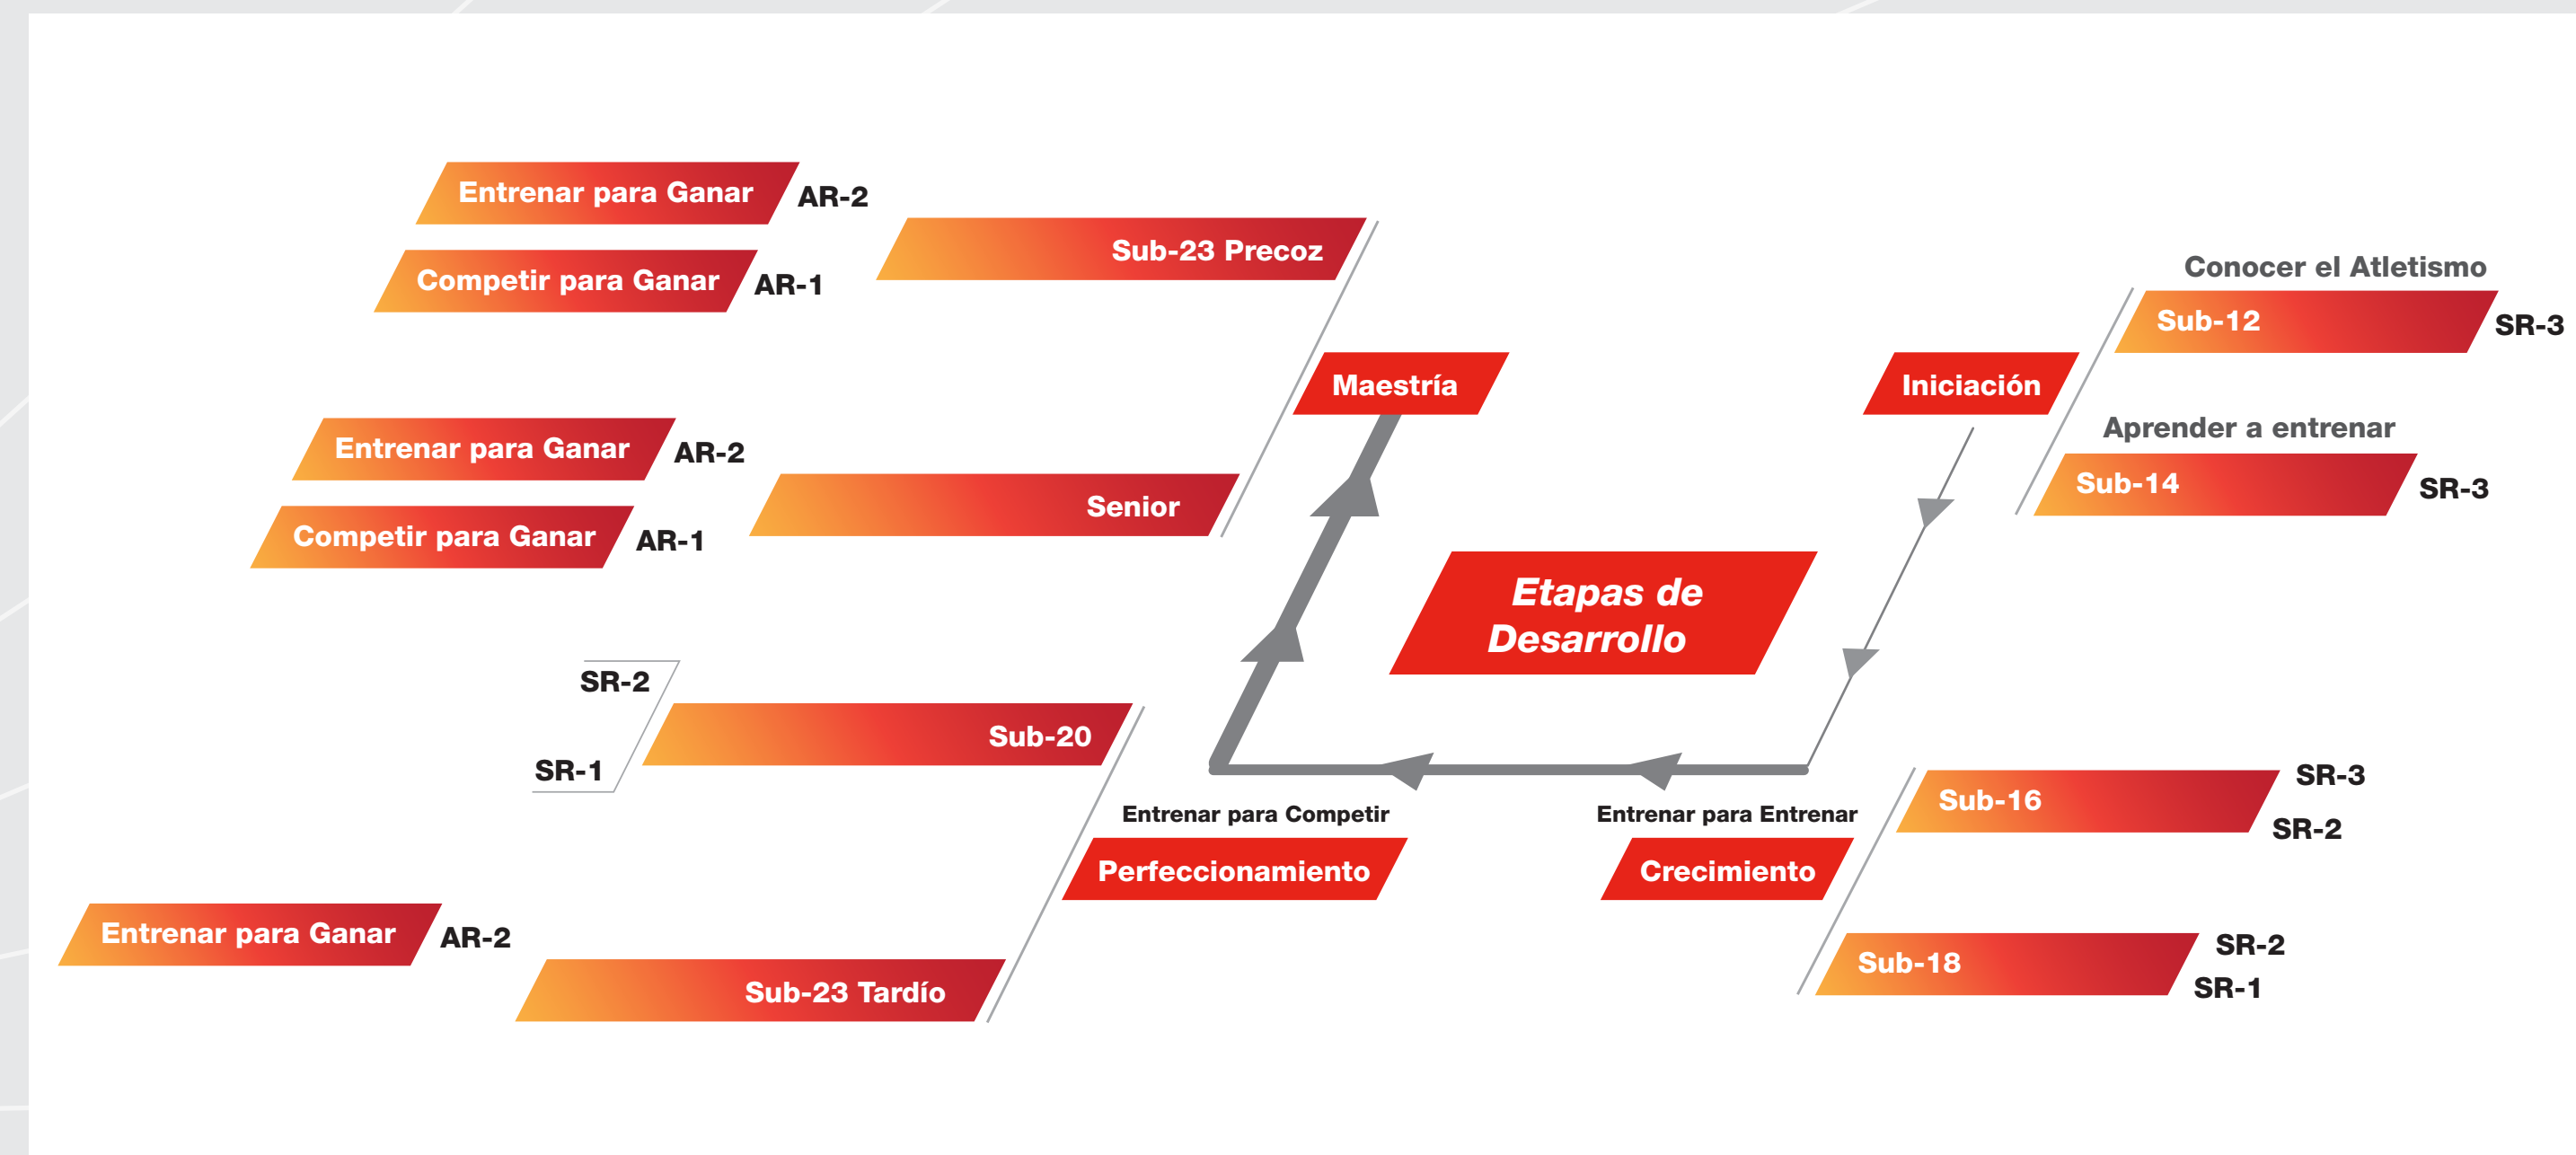 Entrenar para Ganar
AR-2
Competir para Ganar
AR-1
Sub-23 Precoz
Entrenar para Ganar
AR-2
Competir para Ganar
AR-1
Senior
Maestría
Iniciación
Conocer el Atletismo
Sub-12
SR-3
Aprender a entrenar
Sub-14
SR-3
Etapas de
Desarrollo
SR-2
SR-1
Sub-20
Entrenar para Competir
Perfeccionamiento
Entrenar para Entrenar
Crecimiento
Sub-16
SR-3
SR-2
Sub-18
SR-2
SR-1
Entrenar para Ganar
AR-2
Sub-23 Tardío